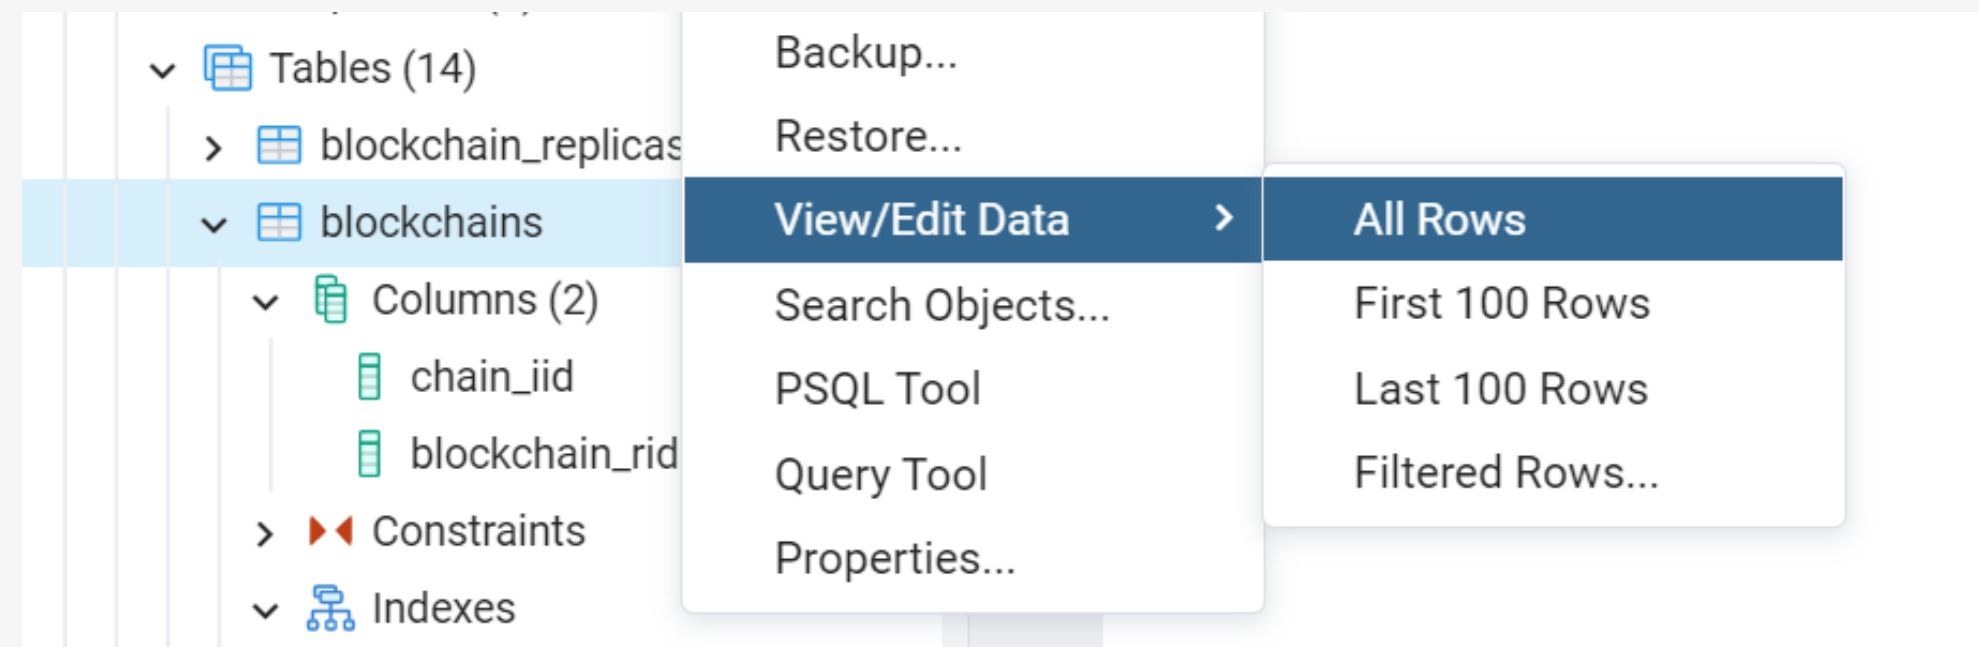 Tables (14)
blockchain_replicas
blockchains
Columns (2)
chain_iid
blockchain_rid
Constraints
Indexes
Backup...
Restore...
View/Edit Data
Search Objects...
PSQL Tool
Query Tool
Properties...
All Rows
First 100 Rows
Last 100 Rows
Filtered Rows...